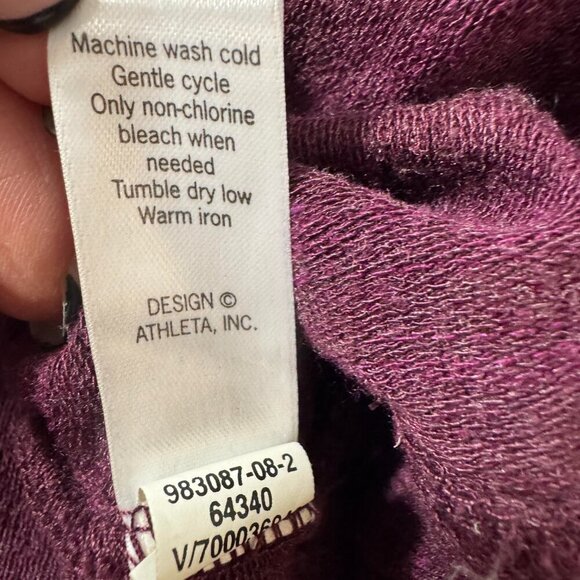 Machine wash cold
Gentle cycle
Only non-chlorine
bleach when
needed
Tumble dry low
Warm iron
DESIGN ©
ATHLETA, INC.
983087-08-2
64340